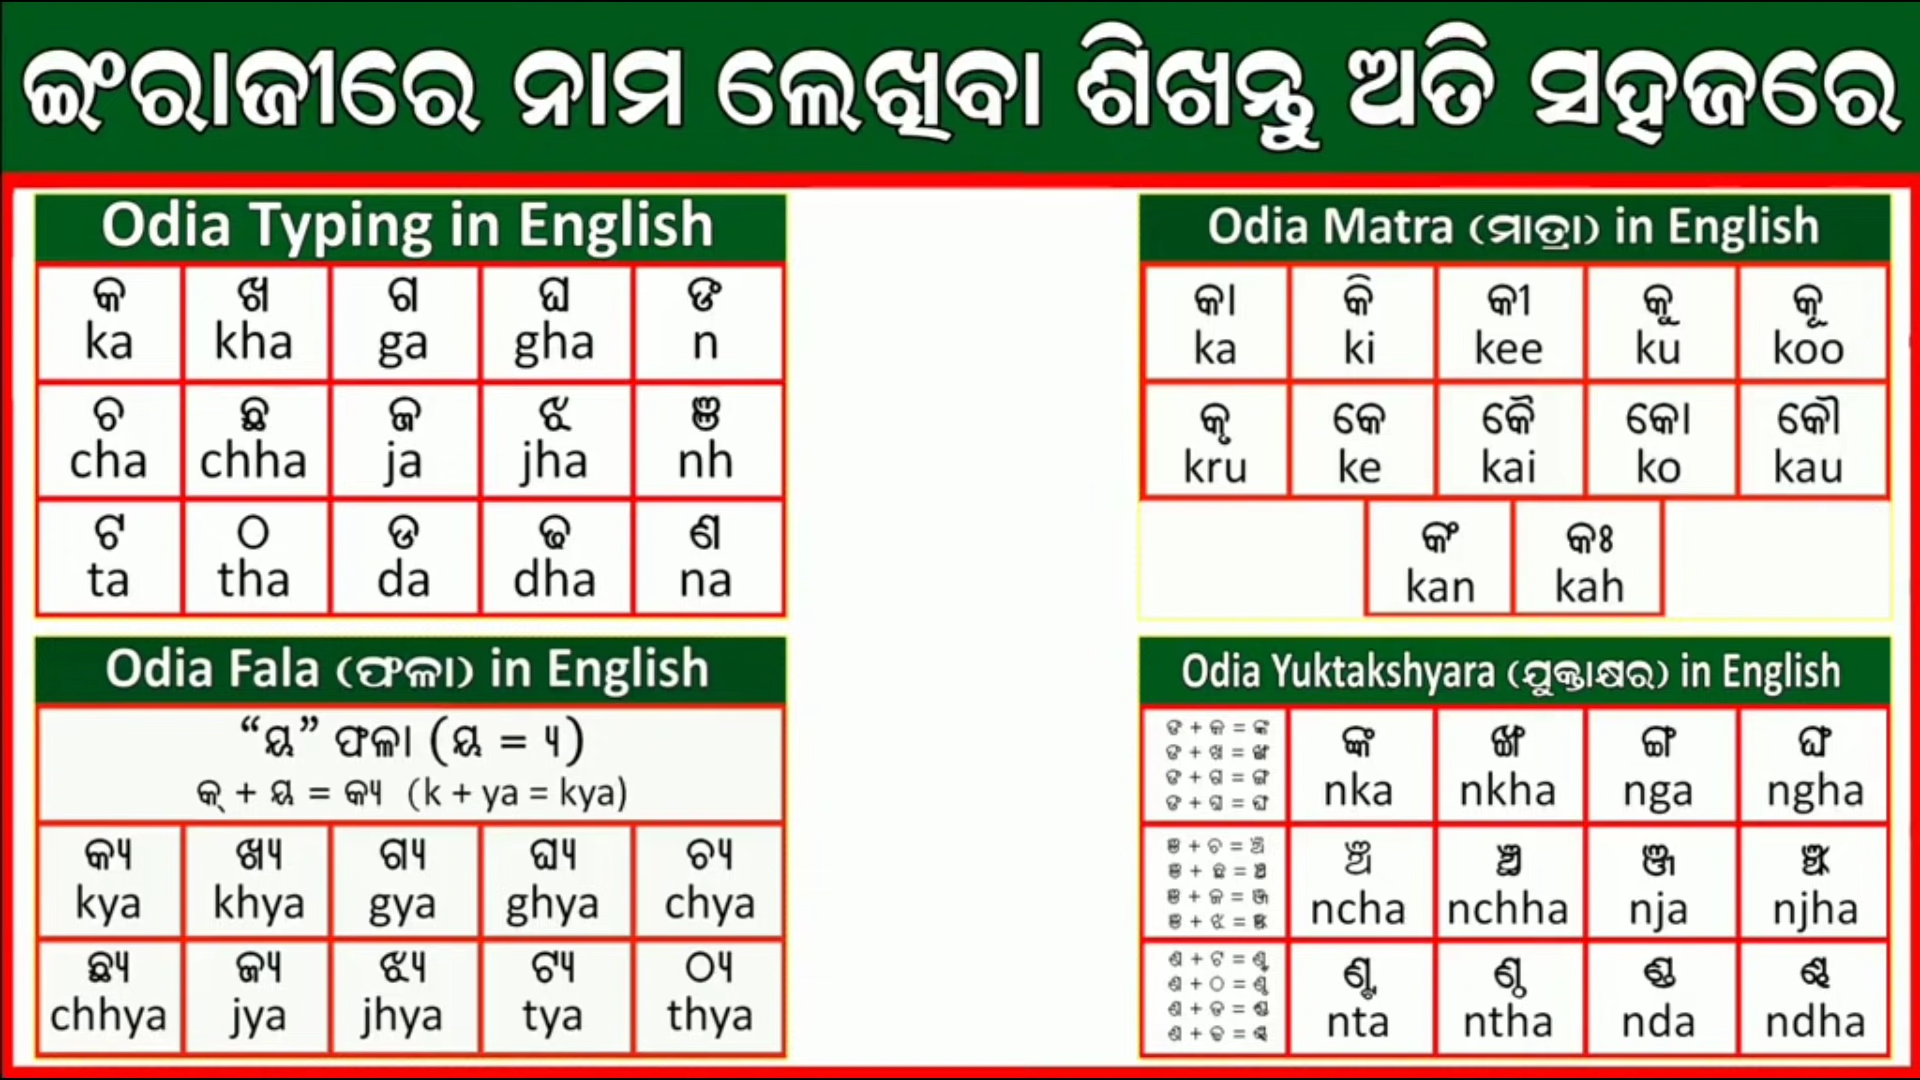 ଇଂରାଜୀରେ ନାମ ଲେଖିବା ଶିଖନ୍ତୁ ଅତି ସହଜରେ
Odia Typing in English
କ ଖ ଗ ଘ ଙ
ka kha ga gha n
ଚ ଛ ଜ ଝ ଞ
cha chha ja jha nh
ଟ ଠ ଡ ଢ ଣ
ta tha da dha na
Odia Matra (ମାତ୍ରା) in English
କା କି କୀ କୁ କୂ
ka ki kee ku koo
କୃ କେ କୈ କୋ କୌ
kru ke kai ko kau
କଂ କଃ
kan kah
Odia Fala (ଫଳା) in English
“ୟ” ଫଳା (ୟ = ୍ୟ)
କ୍ + ୟ = କ୍ୟ (k + ya = kya)
କ୍ୟ ଖ୍ୟ ଗ୍ୟ ଘ୍ୟ ଚ୍ୟ
kya khya gya ghya chya
ଛ୍ୟ ଜ୍ୟ ଝ୍ୟ ଟ୍ୟ ଠ୍ୟ
chhya jya jhya tya thya
Odia Yuktakshyara (ଯୁକ୍ତାକ୍ଷର) in English
ଙ + କ = ଙ୍କ
ଙ + ଖ = ଙ୍ଖ
ଙ + ଗ = ଙ୍ଗ
ଙ + ଘ = ଙ୍ଘ
ଙ୍କ ଙ୍ଖ ଙ୍ଗ ଙ୍ଘ
nka nkha nga ngha
ଞ + ଚ = ଞ୍ଚ
ଞ + ଛ = ଞ୍ଛ
ଞ + ଜ = ଞ୍ଜ
ଞ + ଝ = ଞ୍ଝ
ଞ୍ଚ ଞ୍ଛ ଞ୍ଜ ଞ୍ଝ
ncha nchha nja njha
ଣ + ଟ = ଣ୍ଟ
ଣ + ଠ = ଣ୍ଠ
ଣ + ଡ = ଣ୍ଡ
ଣ + ଢ = ଣ୍ଢ
ଣ୍ଟ ଣ୍ଠ ଣ୍ଡ ଣ୍ଢ
nta ntha nda ndha